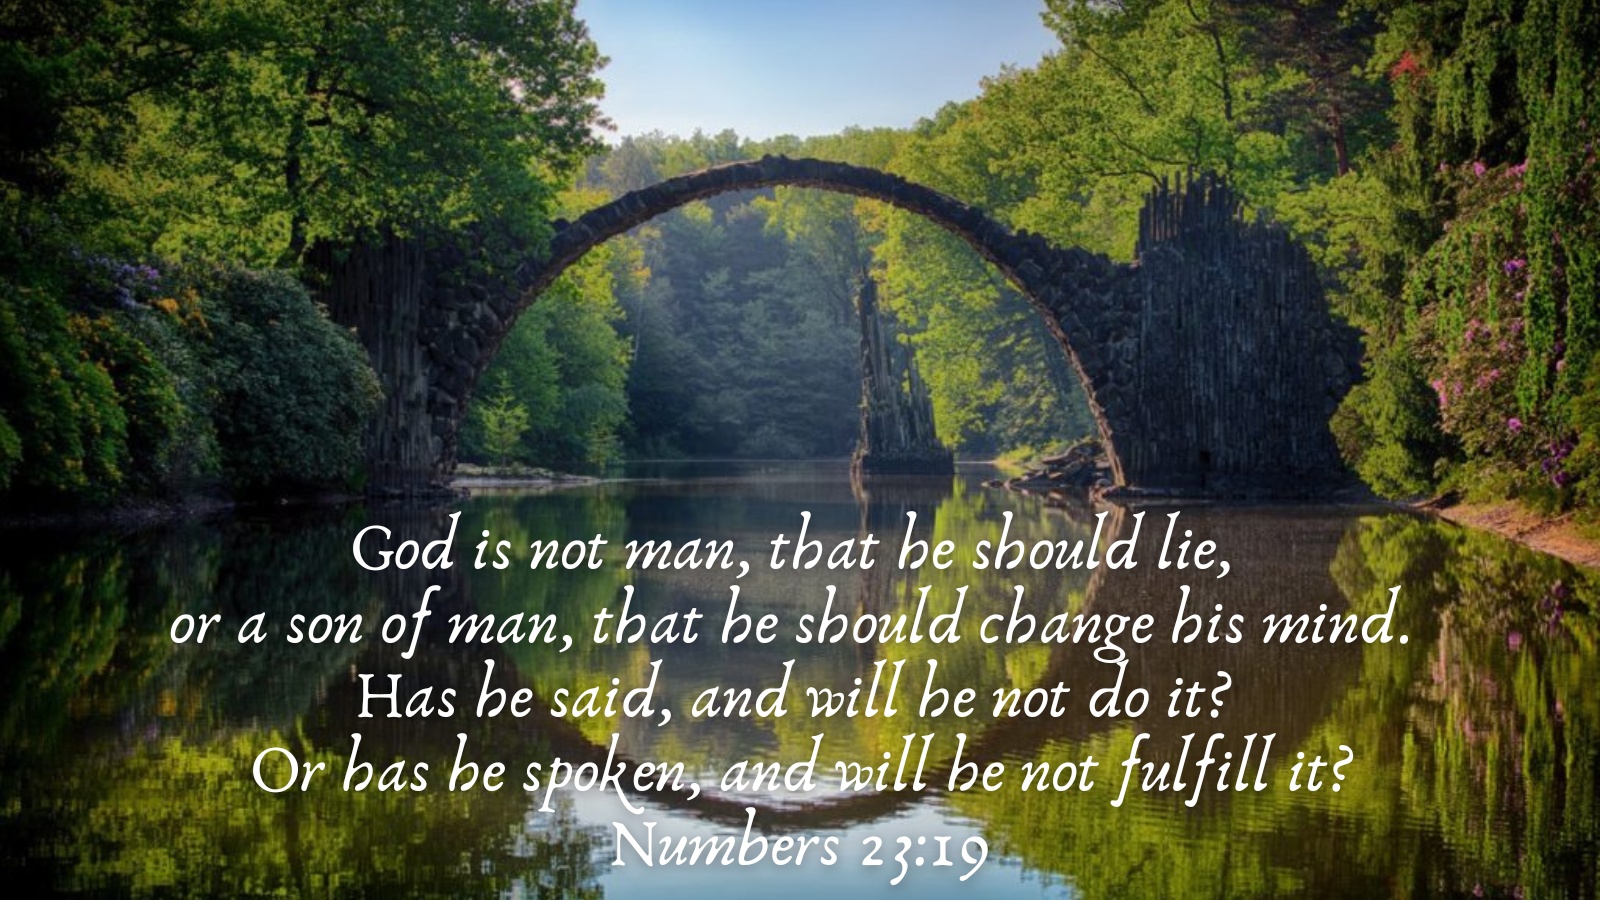 God is not man, that he should lie,
or a son of man, that he should change his mind.
Has he said, and will he not do it?
Or has he spoken, and will he not fulfill it?
Numbers 23:19